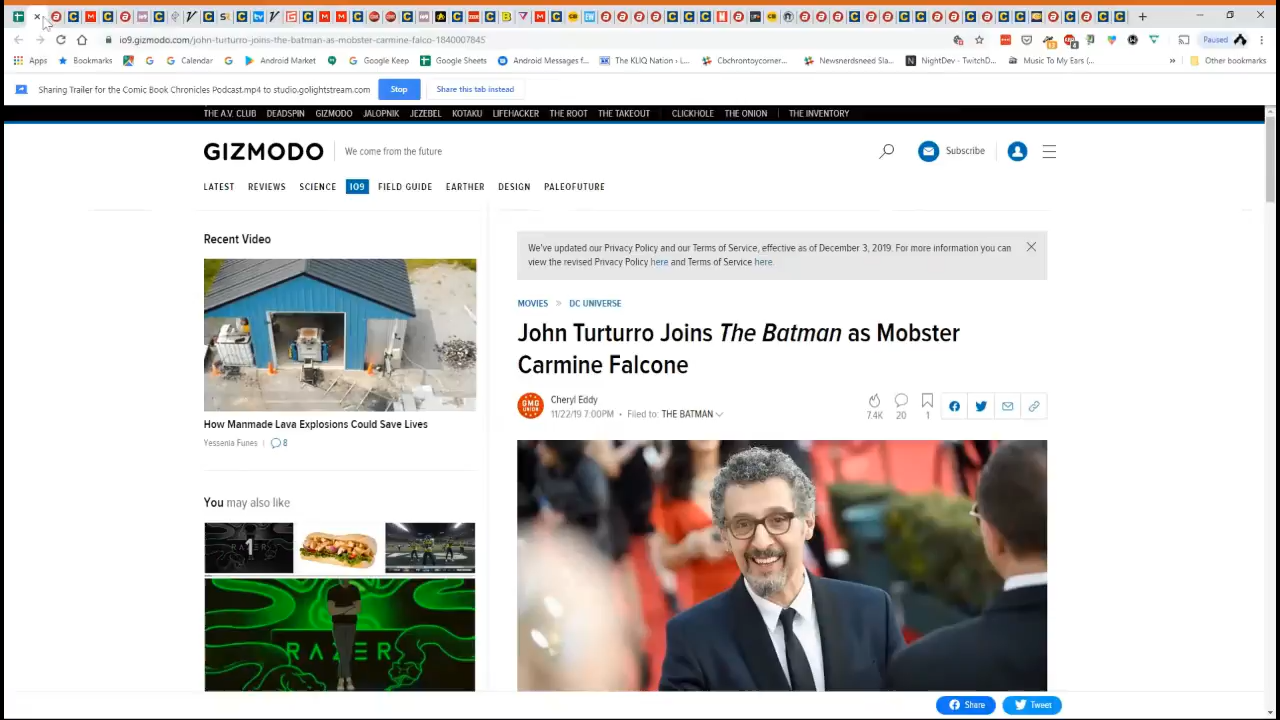 io9.gizmodo.com/john-turturro-joins-the-batman-as-mobster-carmine-falco-1840007845
Paused
Apps Bookmarks Calendar Android Market Google Keep Google Sheets Android Messages f... The KLIQ Nation ‹ ‹... Cbchrontoycorner... Newsnerdsneed Sla... NightDev - TwitchD... Music To My Ears (... » Other bookmarks
Sharing Trailer for the Comic Book Chronicles Podcast.mp4 to studio.golightstream.com Stop Share this tab instead
THE A.V. CLUB DEADSPIN GIZMODO JALOPNIK JEZEBEL KOTAKU LIFEHACKER THE ROOT THE TAKEOUT CLICKHOLE THE ONION THE INVENTORY
GIZMODO We come from the future Subscribe
LATEST REVIEWS SCIENCE IO9 FIELD GUIDE EARTHER DESIGN PALEOFUTURE
Recent Video
How Manmade Lava Explosions Could Save Lives
Yessenia Funes 8
You may also like
1
RAZER
We've updated our Privacy Policy and our Terms of Service, effective as of December 3, 2019. For more information you can
view the revised Privacy Policy here and Terms of Service here.
MOVIES > DC UNIVERSE
John Turturro Joins The Batman as Mobster
Carmine Falcone
GMG UNION
Cheryl Eddy
11/22/19 7:00PM • Filed to: THE BATMAN
7.4K 20 1
Share Tweet